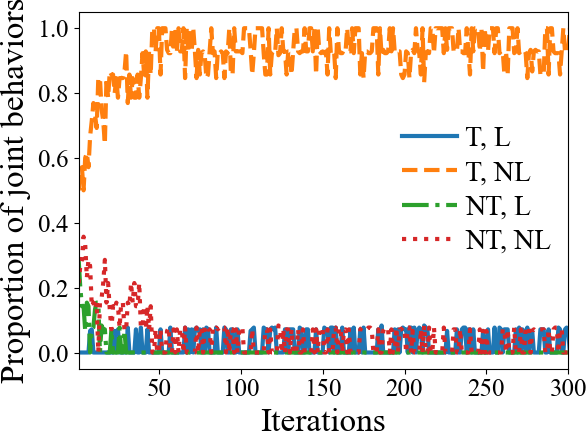 Proportion of joint behaviors
1.0
0.8
0.6
0.4
0.2
0.0
T, L
T, NL
NT, L
NT, NL
50
100
150
200
250
300
Iterations